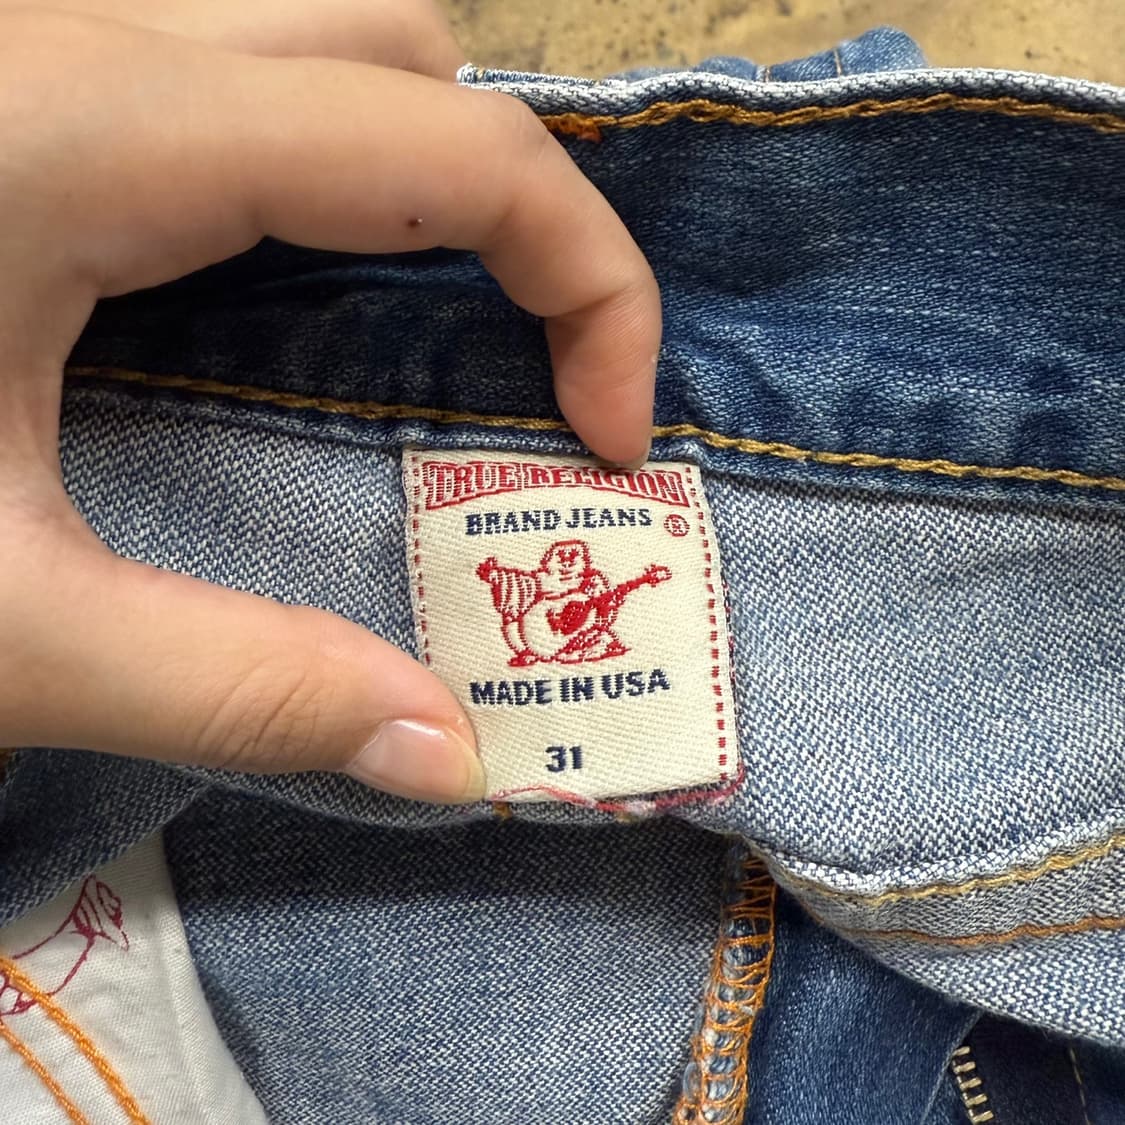 TRUE RELIGION
BRAND JEANS ®
MADE IN USA
31